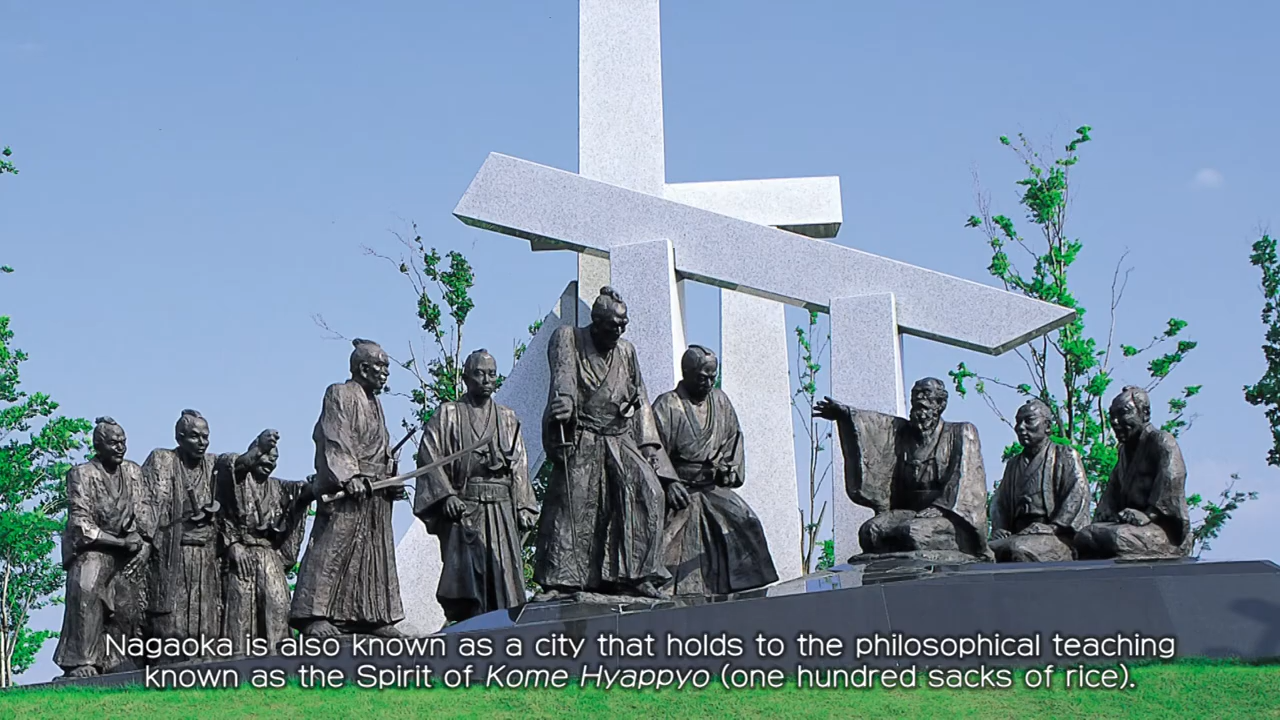 Nagaoka is also known as a city that holds to the philosophical teaching
known as the Spirit of Kome Hyappyo (one hundred sacks of rice).